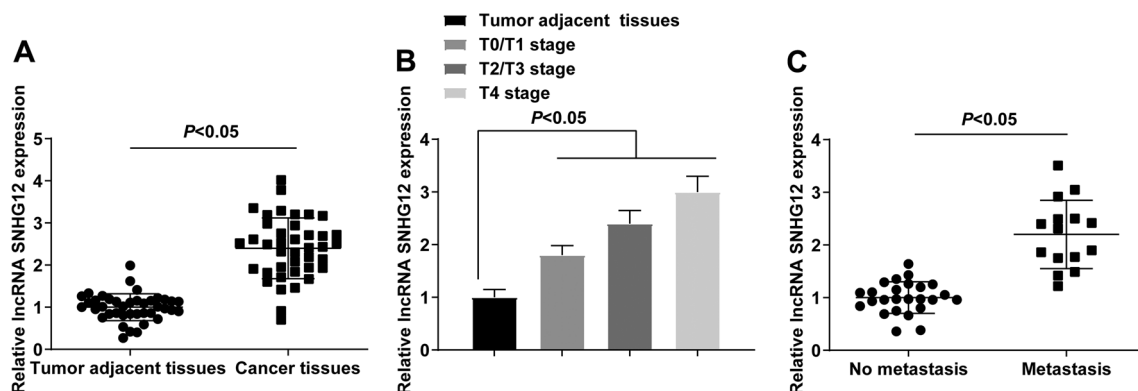 A
Relative lncRNA SNHG12 expression
5
4
3
2
1
0
P<0.05
Tumor adjacent tissues
Cancer tissues
B
Tumor adjacent tissues
T0/T1 stage
T2/T3 stage
T4 stage
Relative lncRNA SNHG12 expression
4
3
2
1
0
P<0.05
C
Relative lncRNA SNHG12 expression
4
3
2
1
0
P<0.05
No metastasis
Metastasis